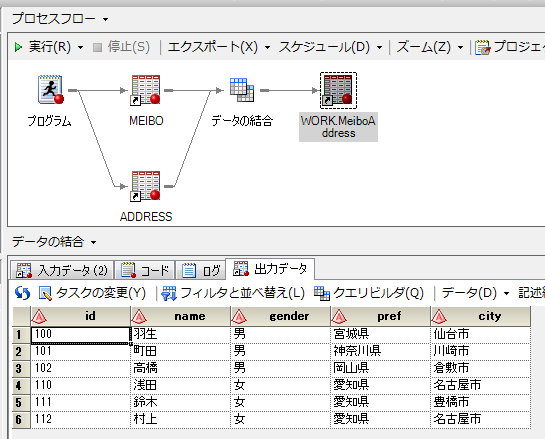 プロセスフロー
実行(R) 停止(S) エクスポート(X) スケジュール(D) ズーム(Z) プロジェ
プログラム MEIBO データの結合 WORK.MeiboA
ddress
ADDRESS
データの結合
入力データ(2) コード ログ 出力データ
タスクの変更(Y) フィルタと並べ替え(L) クエリビルダ(Q) データ(D) 記述
id name gender pref city
1 100 羽生 男 宮城県 仙台市
2 101 町田 男 神奈川県 川崎市
3 102 高橋 男 岡山県 倉敷市
4 110 浅田 女 愛知県 名古屋市
5 111 鈴木 女 愛知県 豊橋市
6 112 村上 女 愛知県 名古屋市